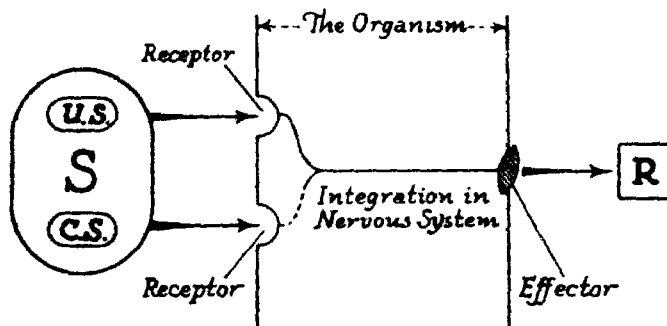 The Organism
Receptor
U.S.
S
R
C.S.
Integration in
Nervous System
Receptor
Effector